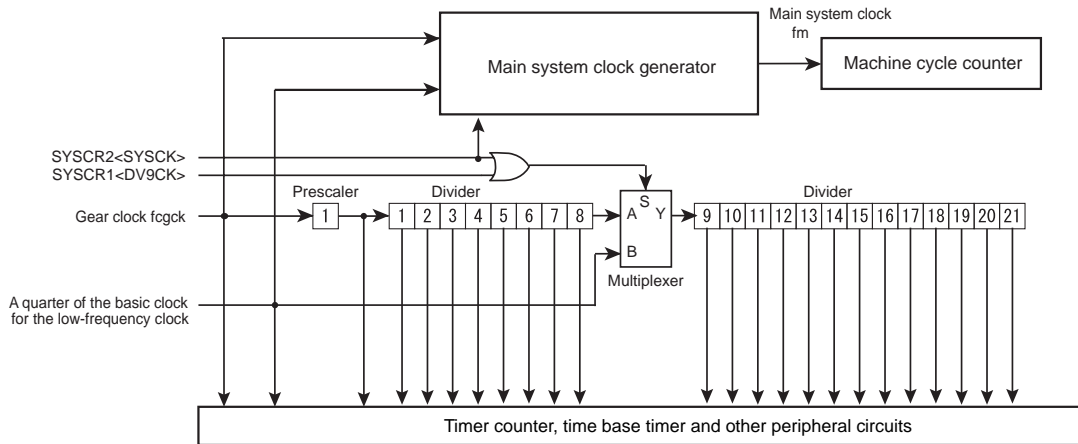 Main system clock
fm
Main system clock generator
Machine cycle counter
SYSCR2<SYSCK>
SYSCR1<DV9CK>
Prescaler
Divider
Divider
Gear clock fcgck
1
1 2 3 4 5 6 7 8
A S Y
B
9 10 11 12 13 14 15 16 17 18 19 20 21
Multiplexer
A quarter of the basic clock
for the low-frequency clock
Timer counter, time base timer and other peripheral circuits